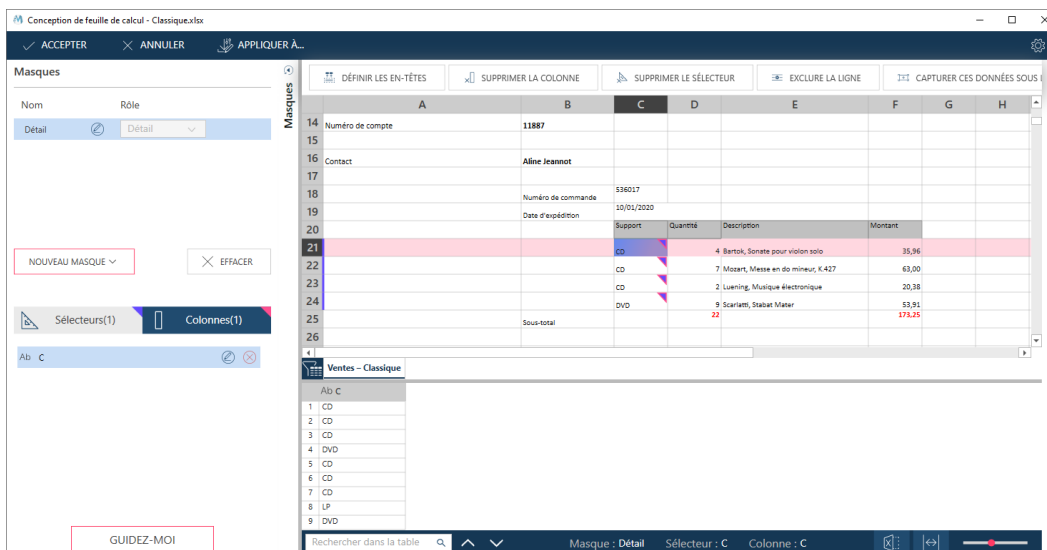 Conception de feuille de calcul - Classique.xlsx
ACCEPTER ANNULER APPLIQUER À...
Masques
Nom Rôle
Détail Détail
NOUVEAU MASQUE EFFACER
Sélecteurs(1) Colonnes(1)
Ab C
GUIDEZ-MOI
Masques
DÉFINIR LES EN-TÊTES SUPPRIMER LA COLONNE SUPPRIMER LE SÉLECTEUR EXCLURE LA LIGNE CAPTURER CES DONNÉES SOUS
A B C D E F G H
14 Numéro de compte 11887
15
16 Contact Aline Jeannot
17
18 Numéro de commande 536017
19 Date d'expédition 10/01/2020
20 Support Quantité Description Montant
21 CD 4 Bartok, Sonate pour violon solo 35,96
22 CD 7 Mozart, Messe en do mineur, K.427 63,00
23 CD 2 Luening, Musique électronique 20,38
24 DVD 9 Scarlatti, Stabat Mater 53,91
25 Sous-total 22 173,25
26
Ventes – Classique
Ab C
1 CD
2 CD
3 CD
4 DVD
5 CD
6 CD
7 CD
8 LP
9 DVD
Rechercher dans la table Masque : Détail Sélecteur : C Colonne : C